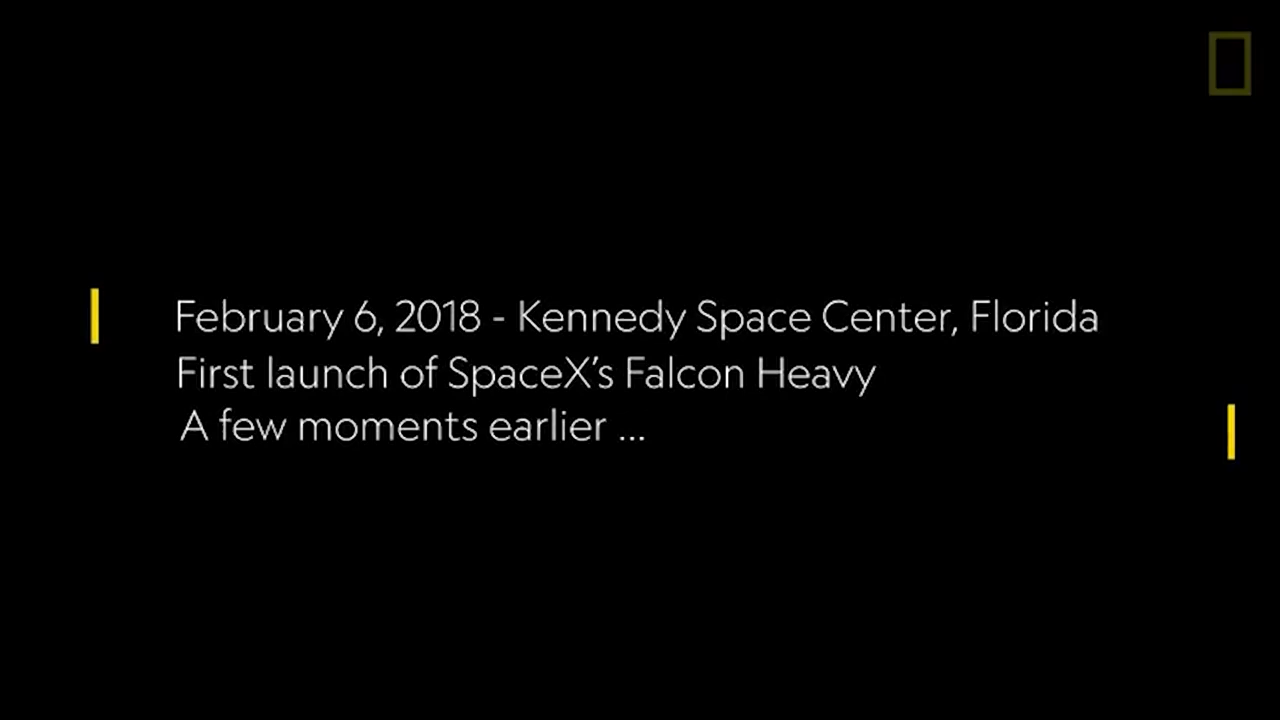 February 6, 2018 - Kennedy Space Center, Florida
First launch of SpaceX’s Falcon Heavy
A few moments earlier ...